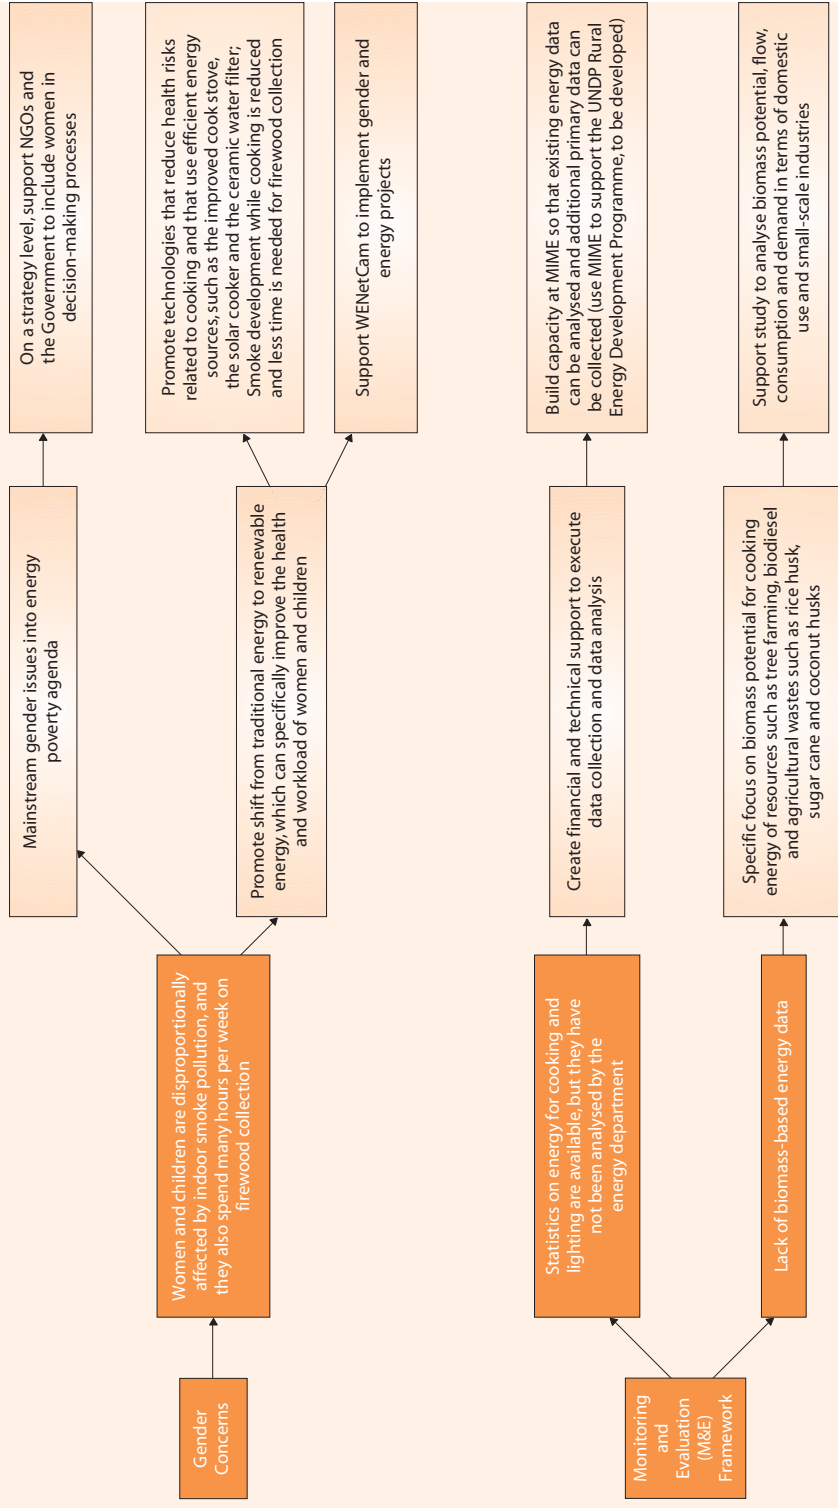 Gender
Concerns
Women and children are disproportionally
affected by indoor smoke pollution, and
they also spend many hours per week on
firewood collection
Mainstream gender issues into energy
poverty agenda
On a strategy level, support NGOs and
the Government to include women in
decision-making processes
Promote shift from traditional energy to renewable
energy, which can specifically improve the health
and workload of women and children
Promote technologies that reduce health risks
related to cooking and that use efficient energy
sources, such as the improved cook stove,
the solar cooker and the ceramic water filter;
Smoke development while cooking is reduced
and less time is needed for firewood collection
Support WENetCam to implement gender and
energy projects
Monitoring
and
Evaluation
(M&E)
Framework
Statistics on energy for cooking and
lighting are available, but they have
not been analysed by the
energy department
Create financial and technical support to execute
data collection and data analysis
Build capacity at MIME so that existing energy data
can be analysed and additional primary data can
be collected (use MIME to support the UNDP Rural
Energy Development Programme, to be developed)
Lack of biomass-based energy data
Specific focus on biomass potential for cooking
energy of resources such as tree farming, biodiesel
and agricultural wastes such as rice husk,
sugar cane and coconut husks
Support study to analyse biomass potential, flow,
consumption and demand in terms of domestic
use and small-scale industries